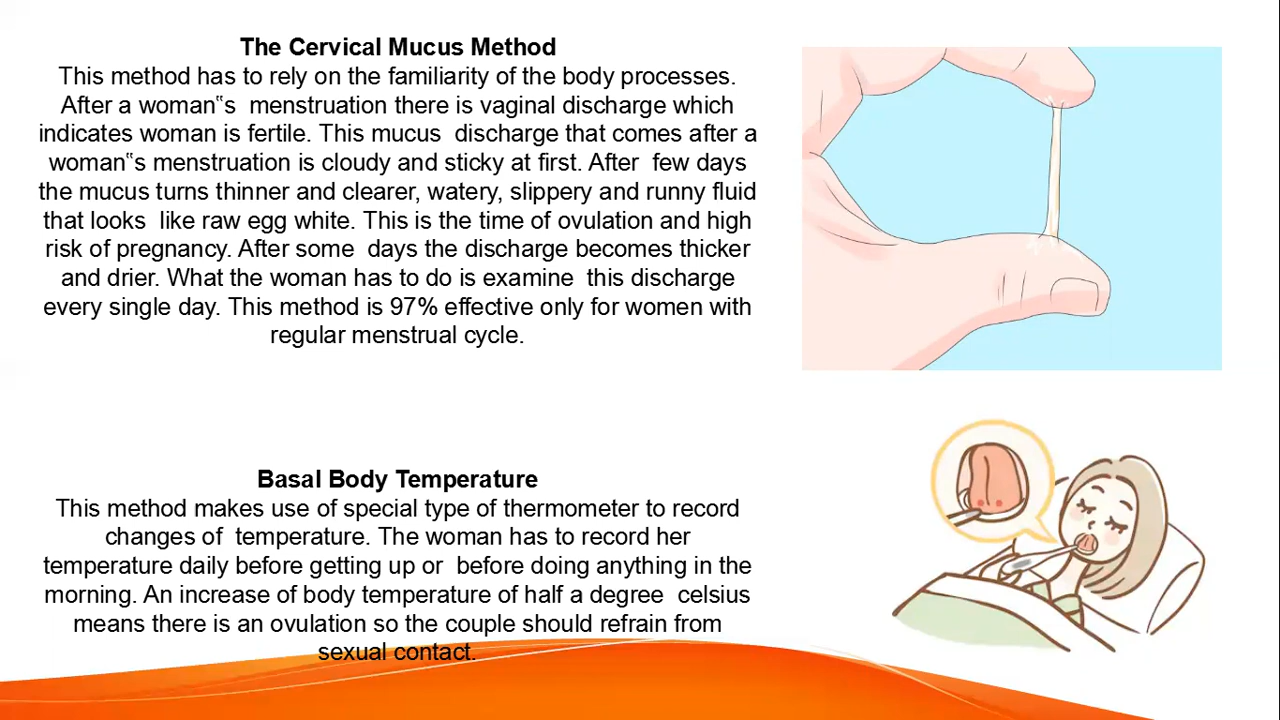 The Cervical Mucus Method
This method has to rely on the familiarity of the body processes.
After a woman‟s  menstruation there is vaginal discharge which
indicates woman is fertile. This mucus  discharge that comes after a
woman‟s menstruation is cloudy and sticky at first. After  few days
the mucus turns thinner and clearer, watery, slippery and runny fluid
that looks  like raw egg white. This is the time of ovulation and high
risk of pregnancy. After some  days the discharge becomes thicker
and drier. What the woman has to do is examine  this discharge
every single day. This method is 97% effective only for women with
regular menstrual cycle.
Basal Body Temperature
This method makes use of special type of thermometer to record
changes of  temperature. The woman has to record her
temperature daily before getting up or  before doing anything in the
morning. An increase of body temperature of half a degree  celsius
means there is an ovulation so the couple should refrain from
sexual contact.